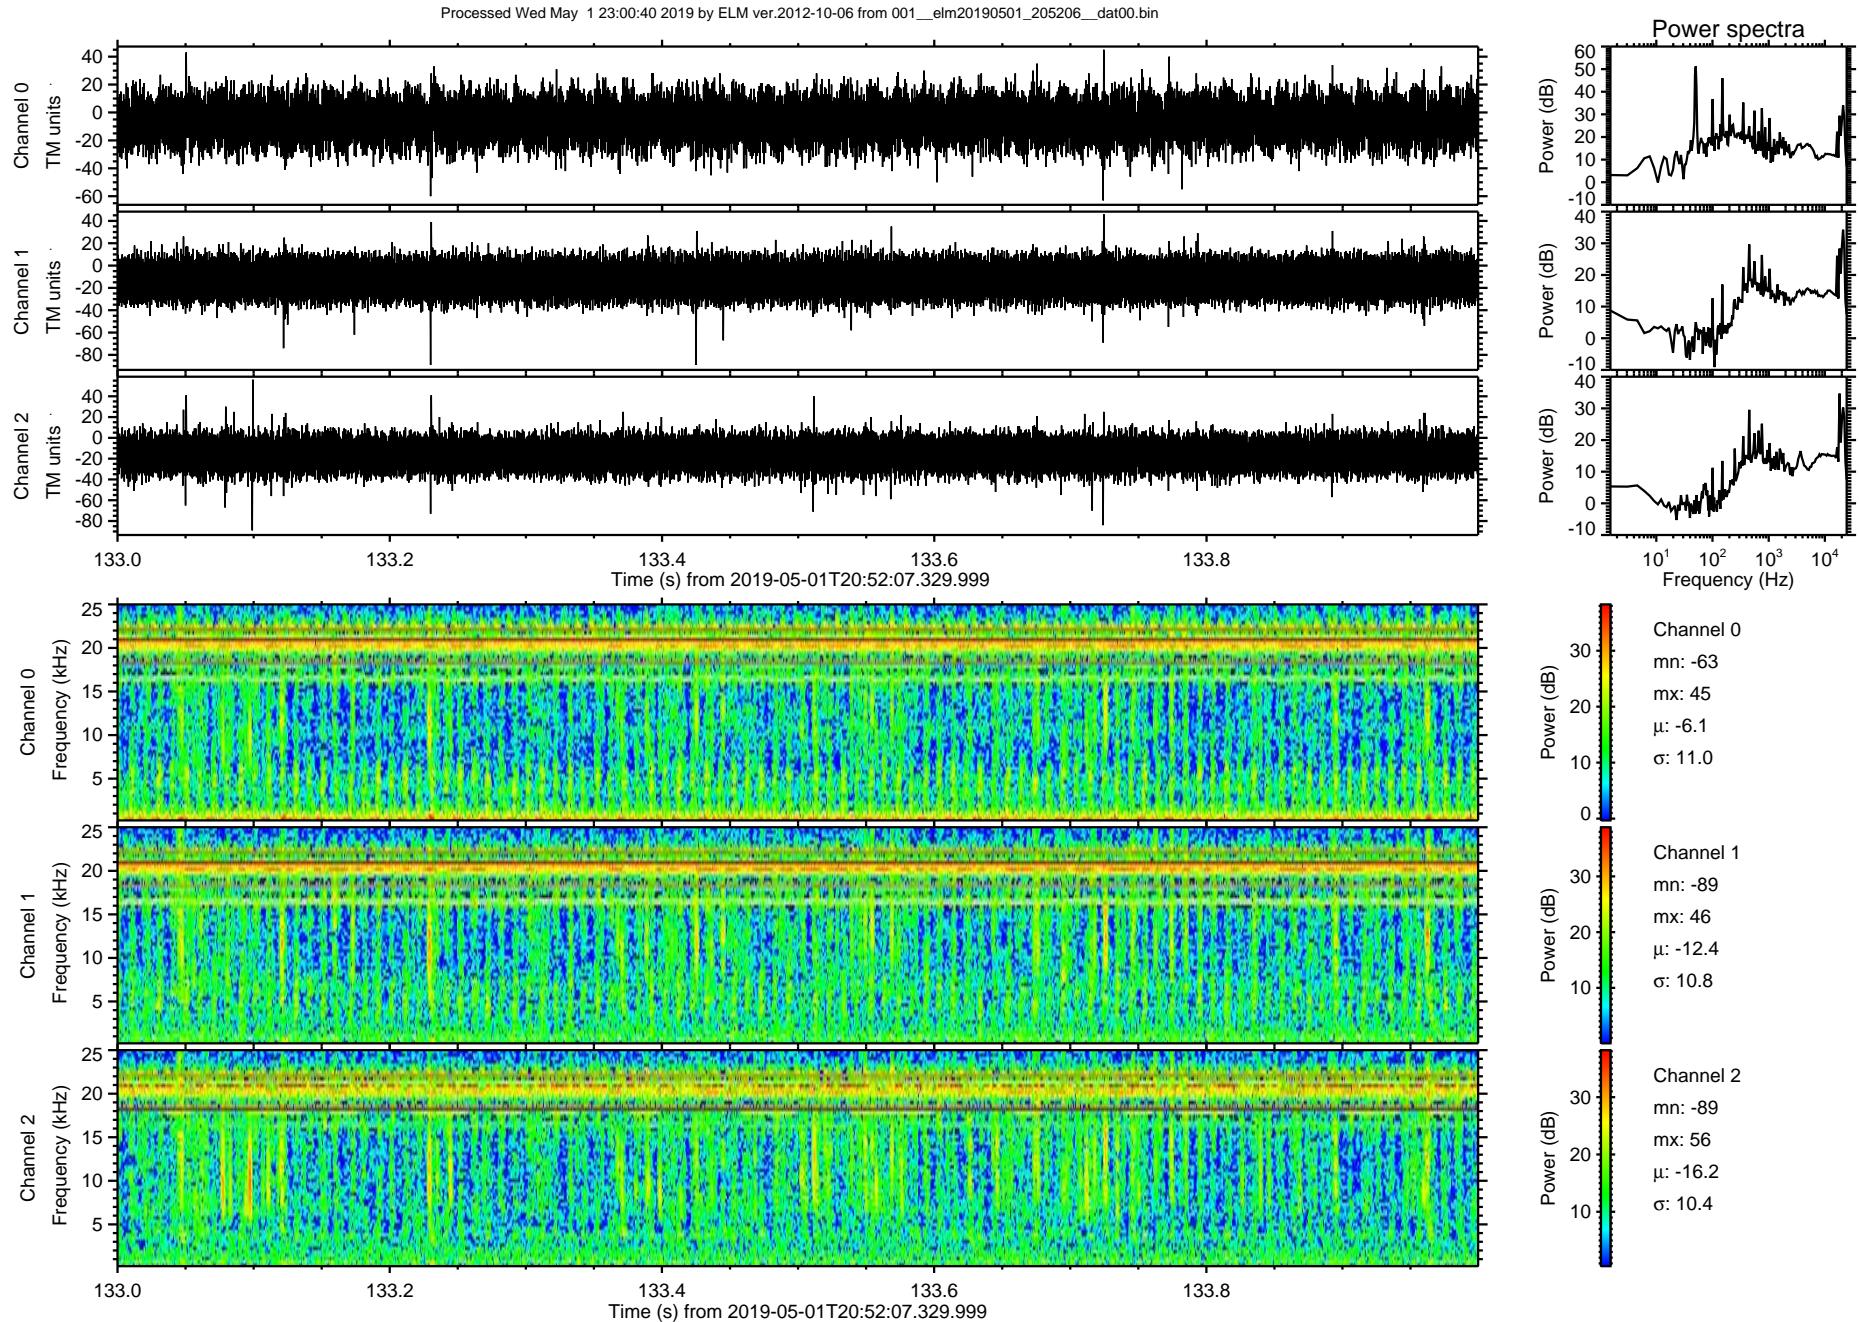 Processed Wed May  1 23:00:40 2019 by ELM ver.2012-10-06 from 001__elm20190501_205206__dat00.bin
Power spectra
Channel 0
TM units
40
20
0
-20
-40
-60
Power (dB)
60
50
40
30
20
10
0
-10
Channel 1
TM units
40
20
0
-20
-40
-60
-80
Power (dB)
40
30
20
10
0
-10
Channel 2
TM units
40
20
0
-20
-40
-60
-80
Power (dB)
40
30
20
10
0
-10
133.0 133.2 133.4 133.6 133.8
Time (s) from 2019-05-01T20:52:07.329.999
10^1 10^2 10^3 10^4
Frequency (Hz)
Channel 0
Frequency (kHz)
25
20
15
10
5
Power (dB)
30
20
10
0
Channel 0
mn: -63
mx: 45
μ: -6.1
σ: 11.0
Channel 1
Frequency (kHz)
25
20
15
10
5
Power (dB)
30
20
10
Channel 1
mn: -89
mx: 46
μ: -12.4
σ: 10.8
Channel 2
Frequency (kHz)
25
20
15
10
5
Power (dB)
30
20
10
Channel 2
mn: -89
mx: 56
μ: -16.2
σ: 10.4
133.0 133.2 133.4 133.6 133.8
Time (s) from 2019-05-01T20:52:07.329.999